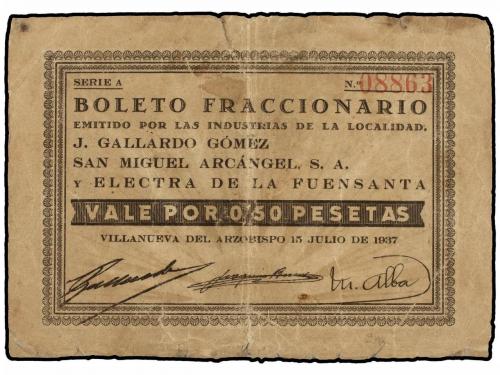 SERIE A N.º 08863
BOLETO FRACCIONARIO
EMITIDO POR LAS INDUSTRIAS DE LA LOCALIDAD.
J. GALLARDO GÓMEZ
SAN MIGUEL ARCÁNGEL, S. A.
Y ELECTRA DE LA FUENSANTA
VALE POR 0'50 PESETAS
VILLANUEVA DEL ARZOBISPO 15 JULIO DE 1937
M. Alba